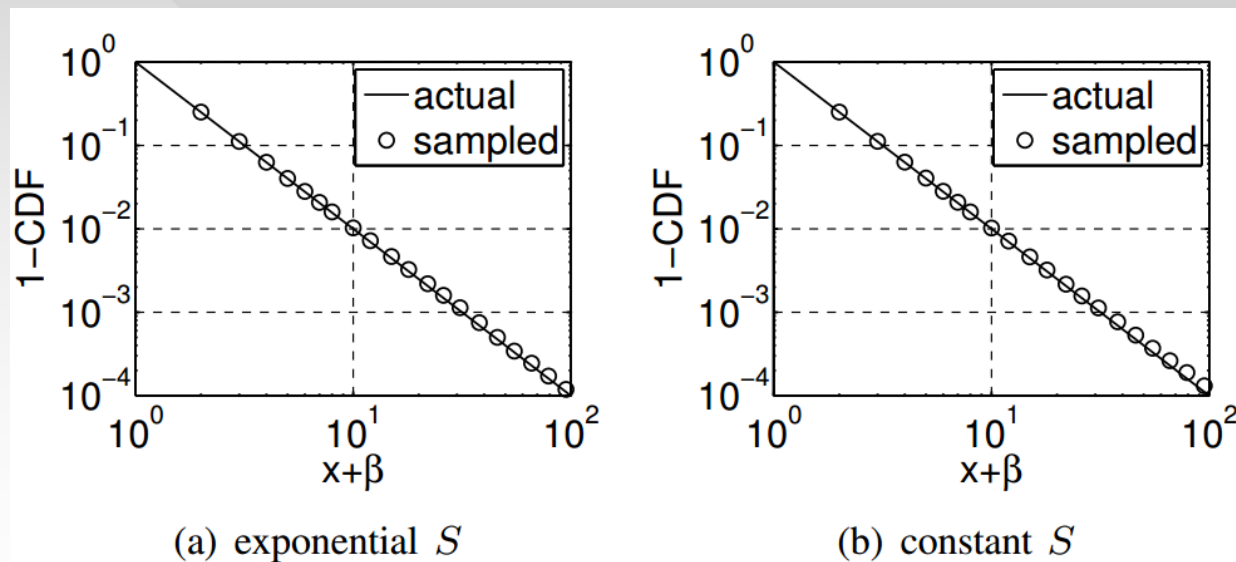 10^0
10^-1
10^-2
10^-3
10^-4
1−CDF
actual
sampled
10^0 10^1 10^2
x+β
(a) exponential S
10^0
10^-1
10^-2
10^-3
10^-4
1−CDF
actual
sampled
10^0 10^1 10^2
x+β
(b) constant S